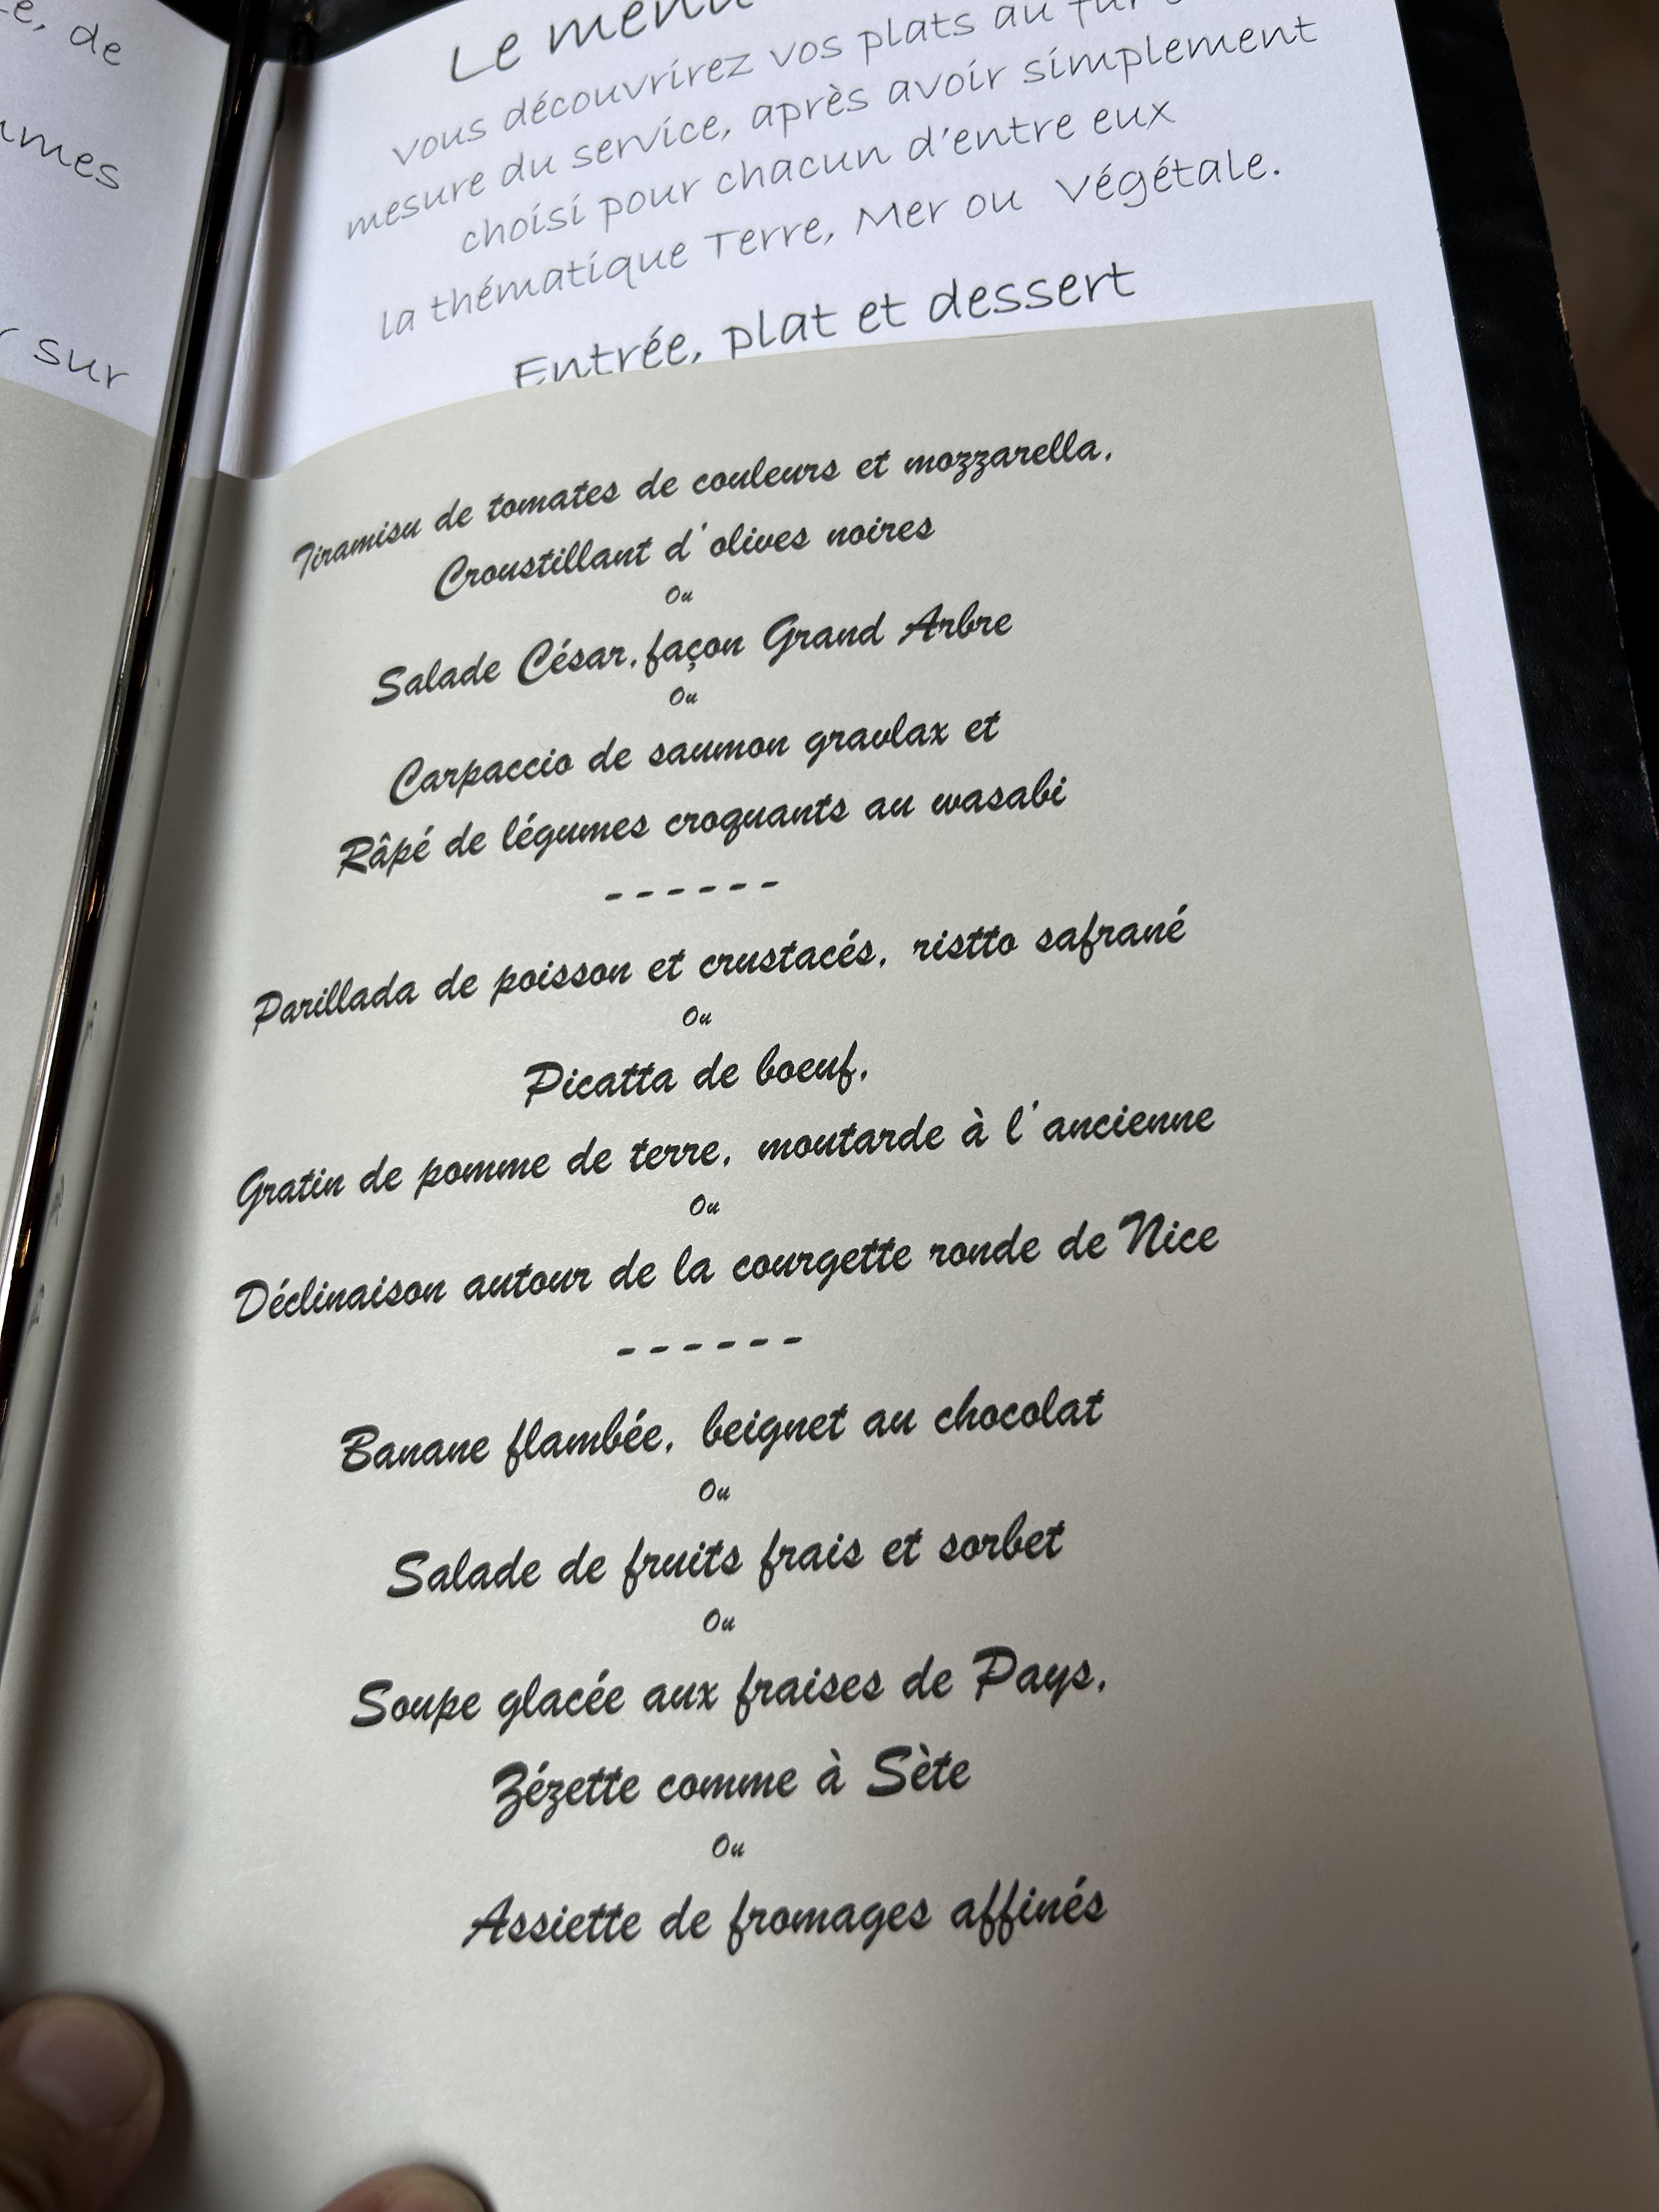 de
sur
Le menu
vous découvrirez vos plats au
mesure du service, après avoir simplement
choisi pour chacun d'entre eux
la thématique Terre, Mer ou Végétale.
Entrée, plat et dessert
Tiramisu de tomates de couleurs et mozzarella,
Croustillant d'olives noires
Ou
Salade César, façon Grand Arbre
Ou
Carpaccio de saumon gravlax et
Râpé de légumes croquants au wasabi
------
Parillada de poisson et crustacés, ristto safrané
Ou
Picatta de boeuf,
Gratin de pomme de terre, moutarde à l'ancienne
Ou
Déclinaison autour de la courgette ronde de Nice
------
Banane flambée, beignet au chocolat
Ou
Salade de fruits frais et sorbet
Ou
Soupe glacée aux fraises de Pays,
Zézette comme à Sète
Ou
Assiette de fromages affinés